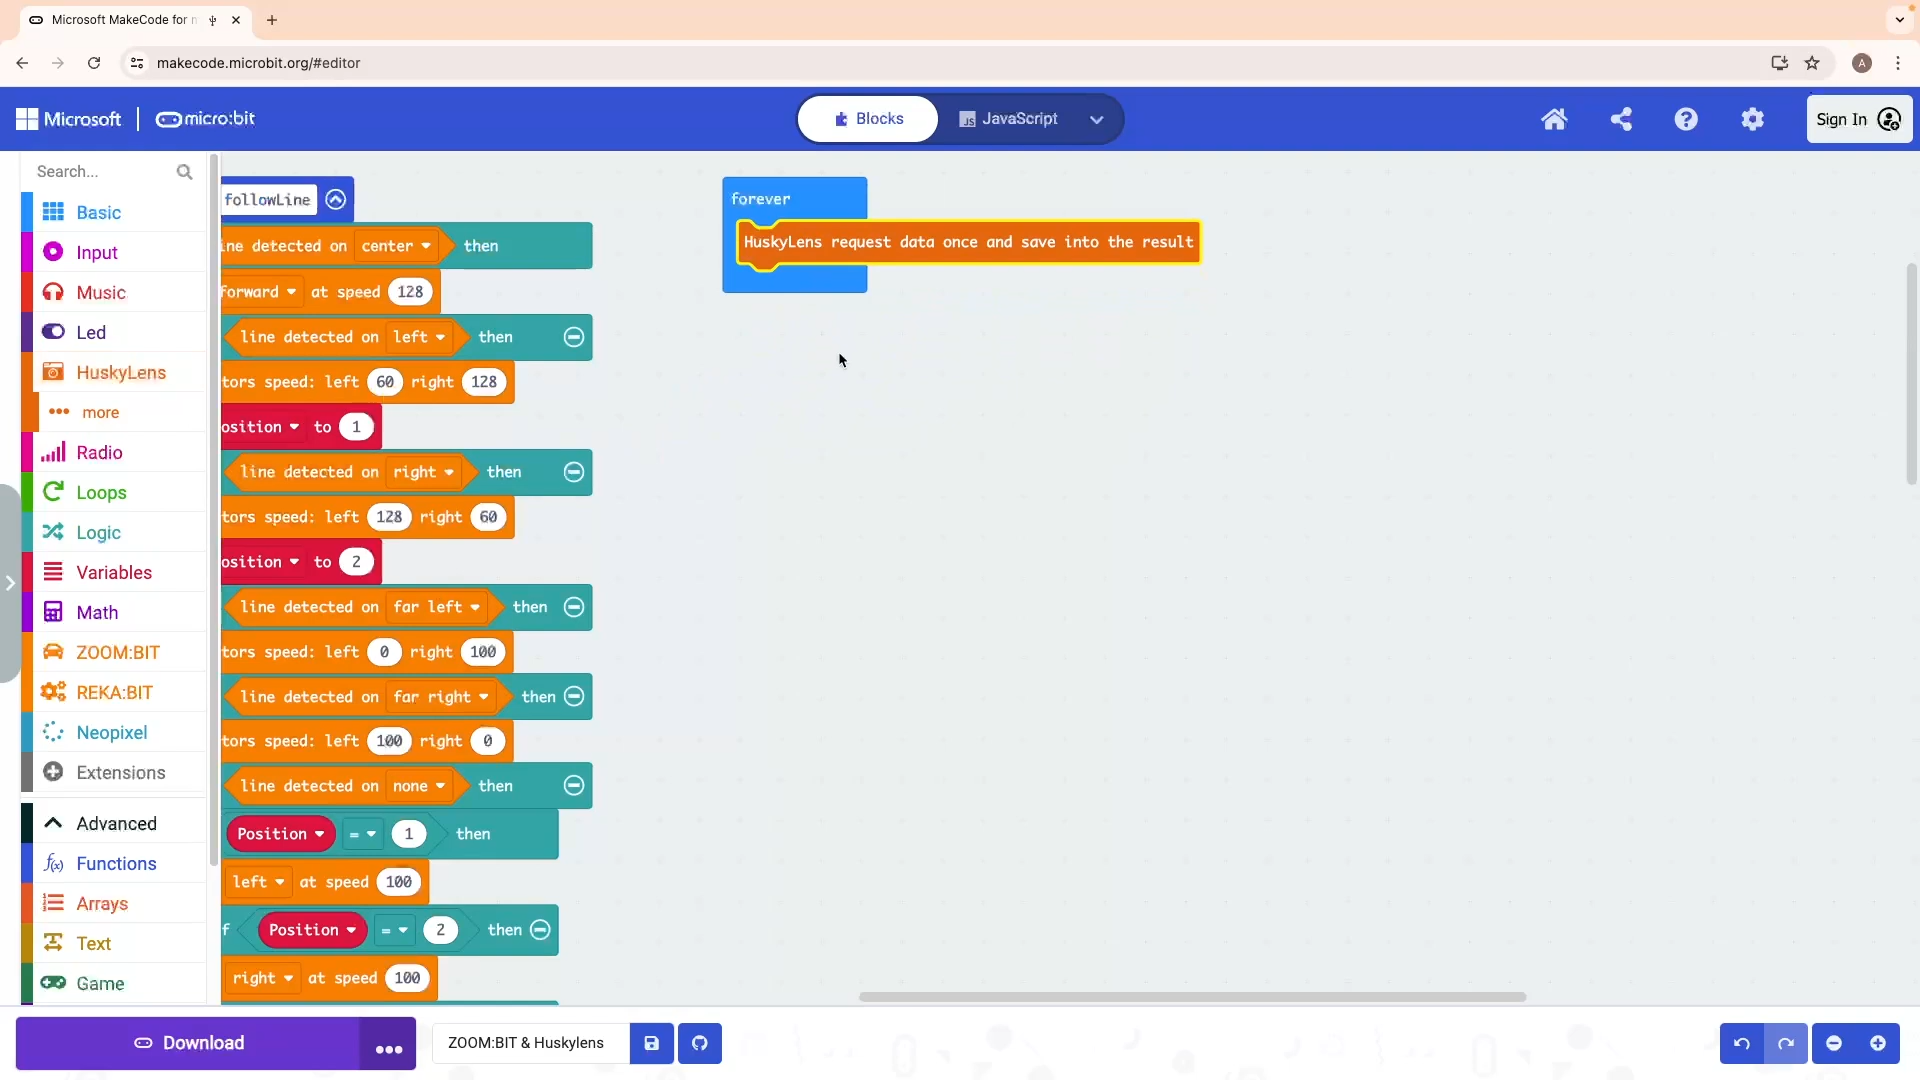 Microsoft MakeCode for n
makecode.microbit.org/#editor
A
Microsoft
micro:bit
Blocks
JS JavaScript
Sign In
Search...
Basic
Input
Music
Led
HuskyLens
more
Radio
Loops
Logic
Variables
Math
ZOOM:BIT
REKA:BIT
Neopixel
Extensions
Advanced
f(x) Functions
Arrays
Text
Game
followLine
ine detected on center then
forward at speed 128
line detected on left then
tors speed: left 60 right 128
osition to 1
line detected on right then
tors speed: left 128 right 60
osition to 2
line detected on far left then
tors speed: left 0 right 100
line detected on far right then
tors speed: left 100 right 0
line detected on none then
Position = 1 then
left at speed 100
f Position = 2 then
right at speed 100
forever
HuskyLens request data once and save into the result
Download
ZOOM:BIT & Huskylens